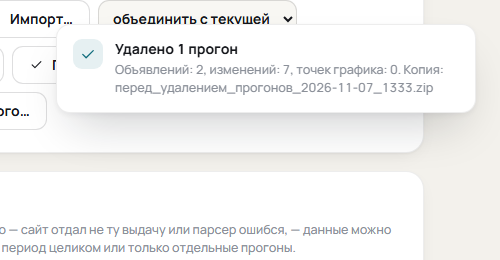 Импорт…
объединить с текущей
Удалено 1 прогон
Объявлений: 2, изменений: 7, точек графика: 0. Копия:
перед_удалением_прогонов_2026-11-07_1333.zip
о — сайт отдал не ту выдачу или парсер ошибся, — данные можно
период целиком или только отдельные прогоны.